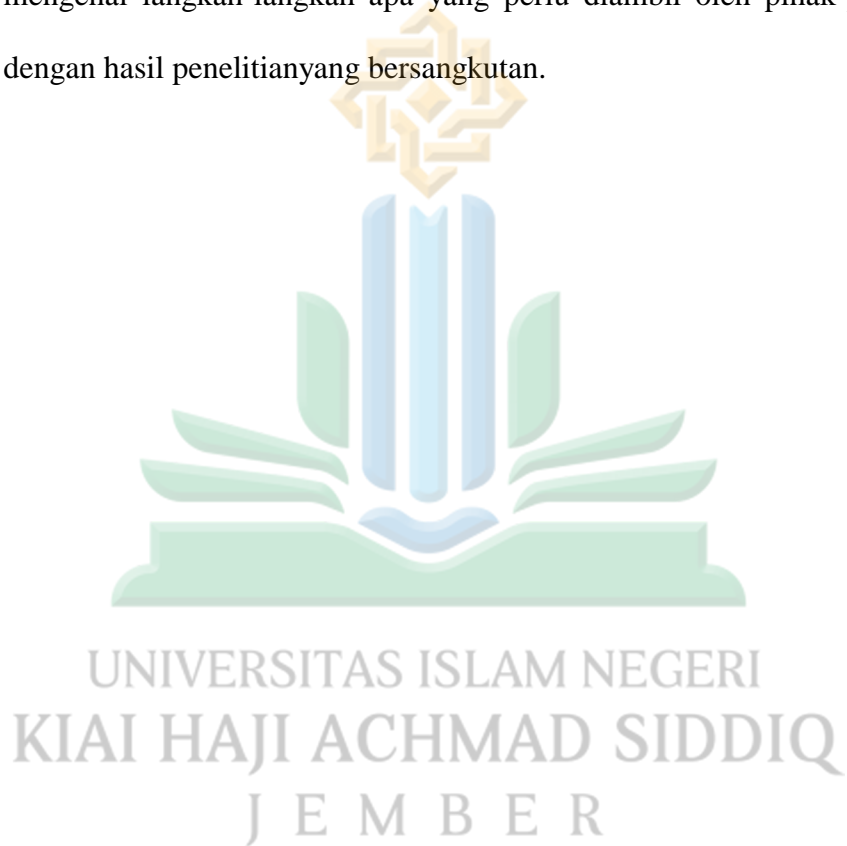 mengenai langkah-langkah apa yang perlu diambil oleh pihak
dengan hasil penelitianyang bersangkutan.
UNIVERSITAS ISLAM NEGERI
KIAI HAJI ACHMAD SIDDIQ
JEMBER